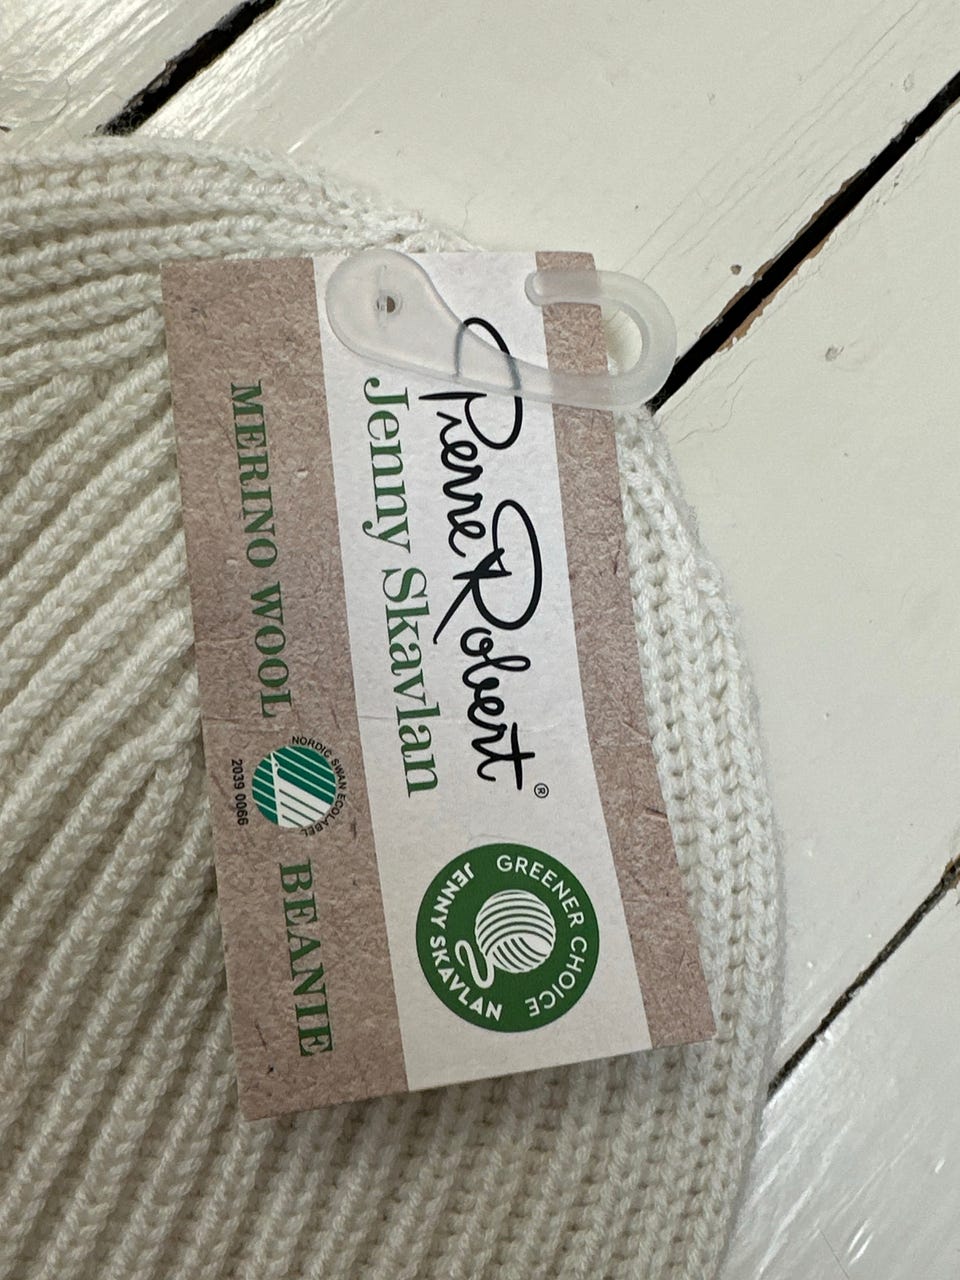 Pierre Robert®
Jenny Skavlan
GREENER CHOICE
JENNY SKAVLAN
MERINO WOOL
NORDIC SWAN ECOLABEL
2039 0066
BEANIE